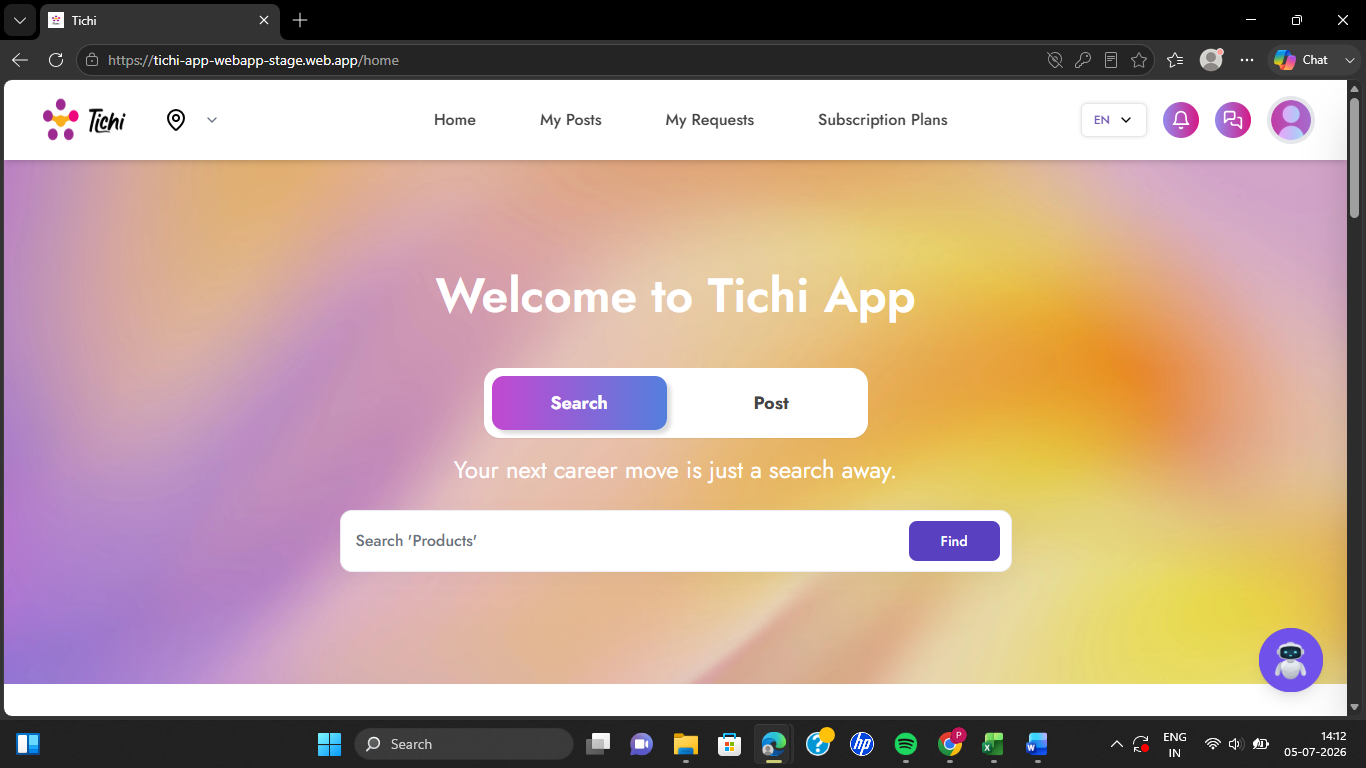 Tichi
https://tichi-app-webapp-stage.web.app/home
Chat
Tichi
Home
My Posts
My Requests
Subscription Plans
EN
Welcome to Tichi App
Search
Post
Your next career move is just a search away.
Search 'Products'
Find
Search
hp
P
ENG
IN
14:12
05-07-2026